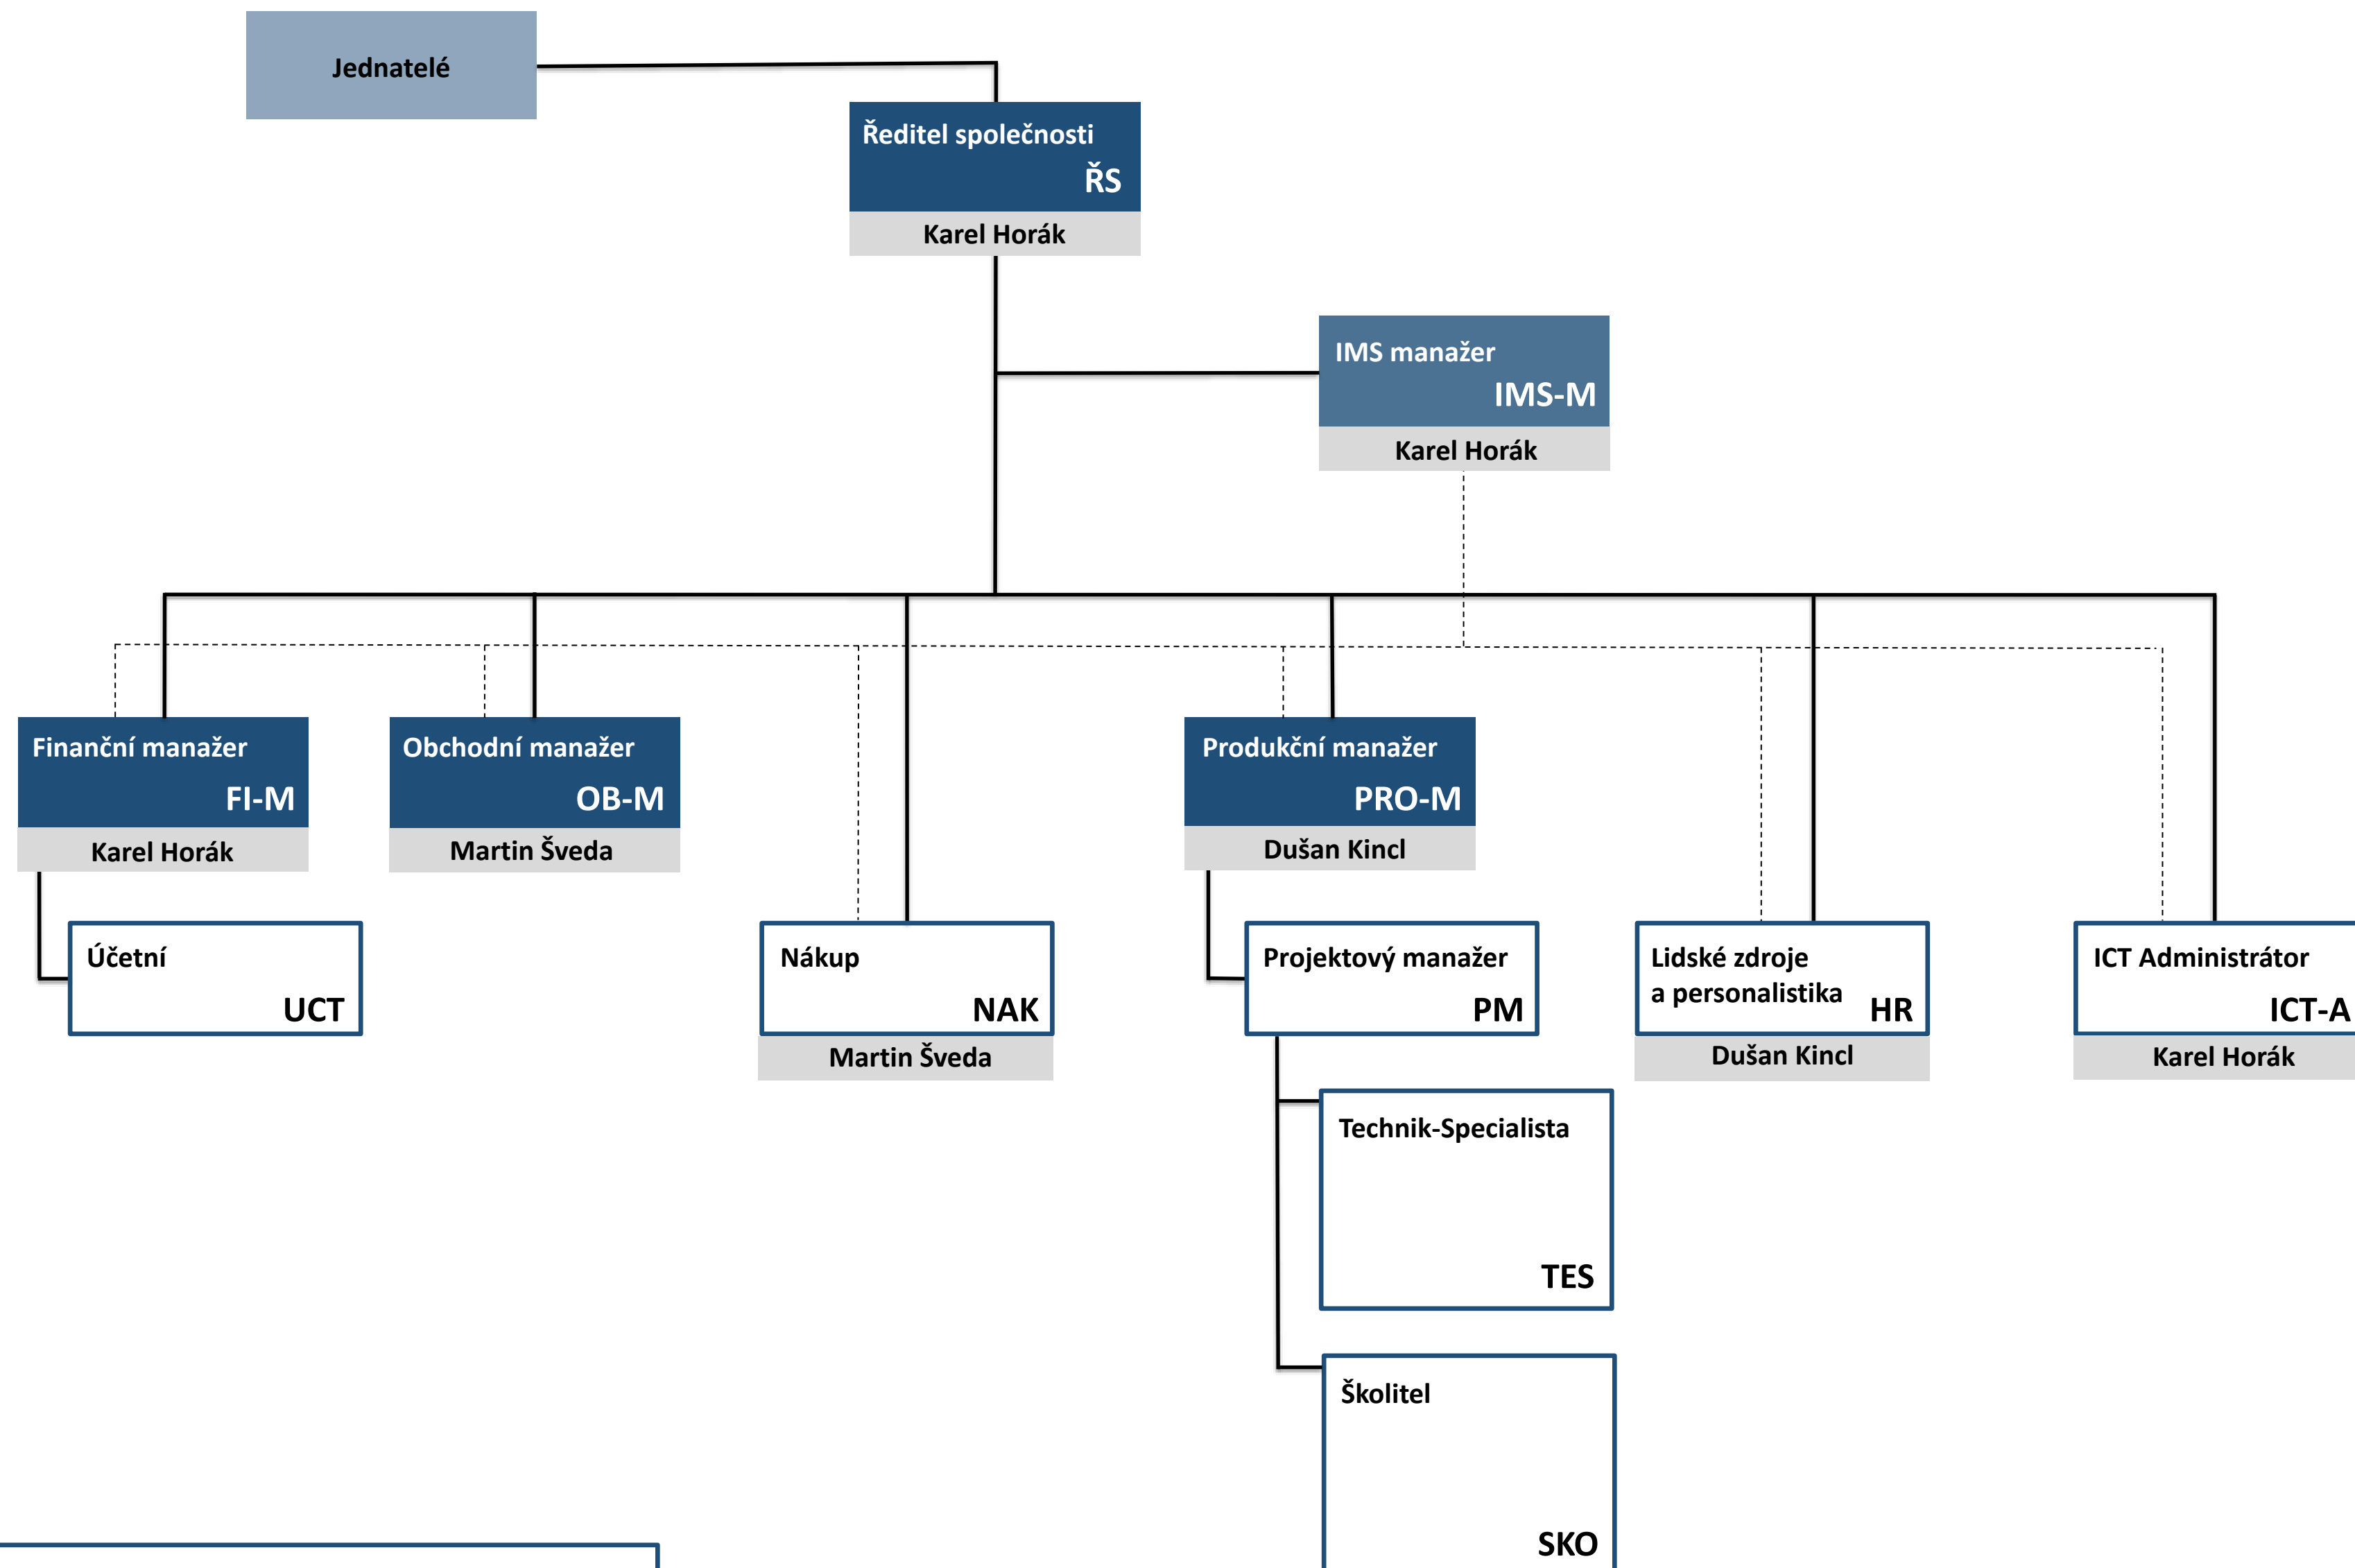 Jednatelé
Ředitel společnosti
ŘS
Karel Horák
IMS manažer
IMS-M
Karel Horák
Finanční manažer
FI-M
Karel Horák
Obchodní manažer
OB-M
Martin Šveda
Produkční manažer
PRO-M
Dušan Kincl
Účetní
UCT
Nákup
NAK
Martin Šveda
Projektový manažer
PM
Lidské zdroje
a personalistika HR
Dušan Kincl
ICT Administrátor
ICT-A
Karel Horák
Technik-Specialista
TES
Školitel
SKO